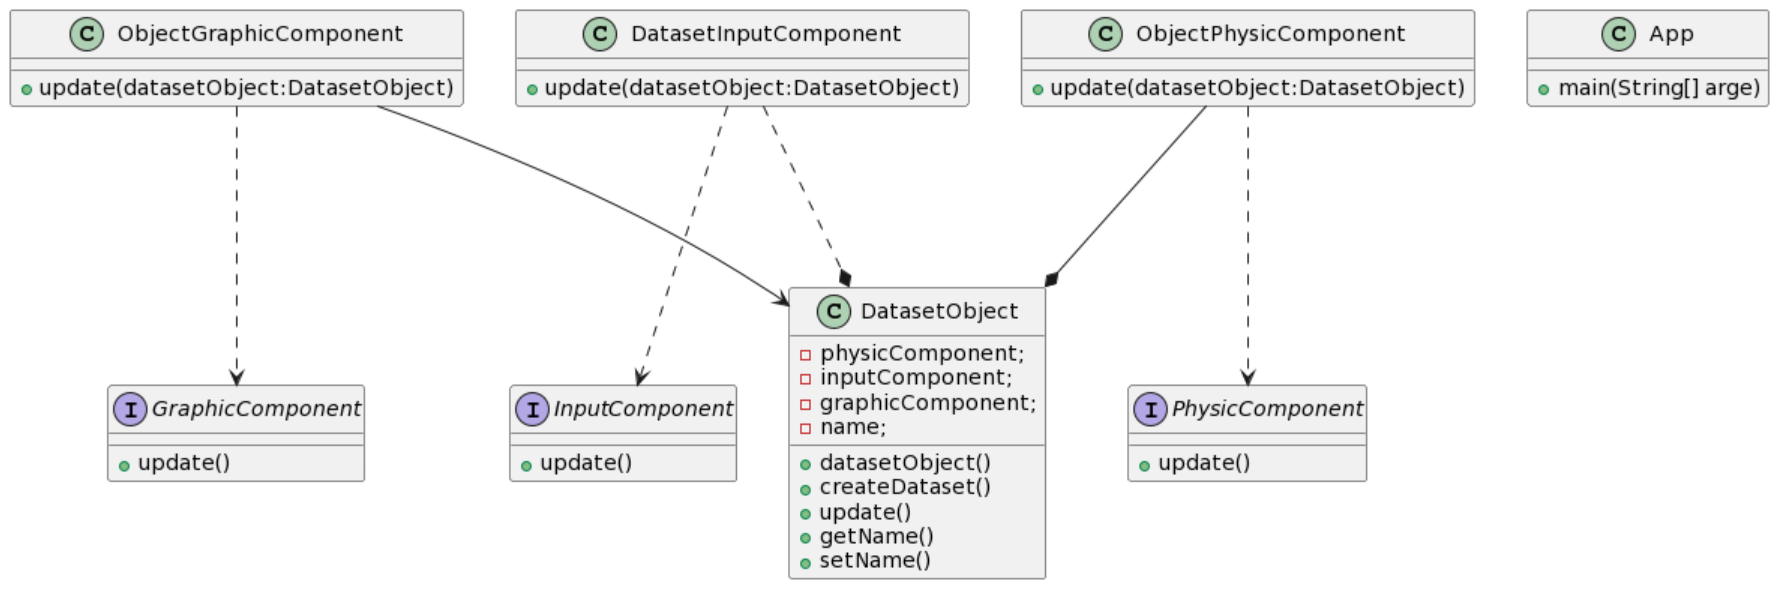 C ObjectGraphicComponent
update(datasetObject:DatasetObject)
C DatasetInputComponent
update(datasetObject:DatasetObject)
C ObjectPhysicComponent
update(datasetObject:DatasetObject)
C App
main(String[] arge)
I GraphicComponent
update()
I InputComponent
update()
C DatasetObject
physicComponent;
inputComponent;
graphicComponent;
name;
datasetObject()
createDataset()
update()
getName()
setName()
I PhysicComponent
update()